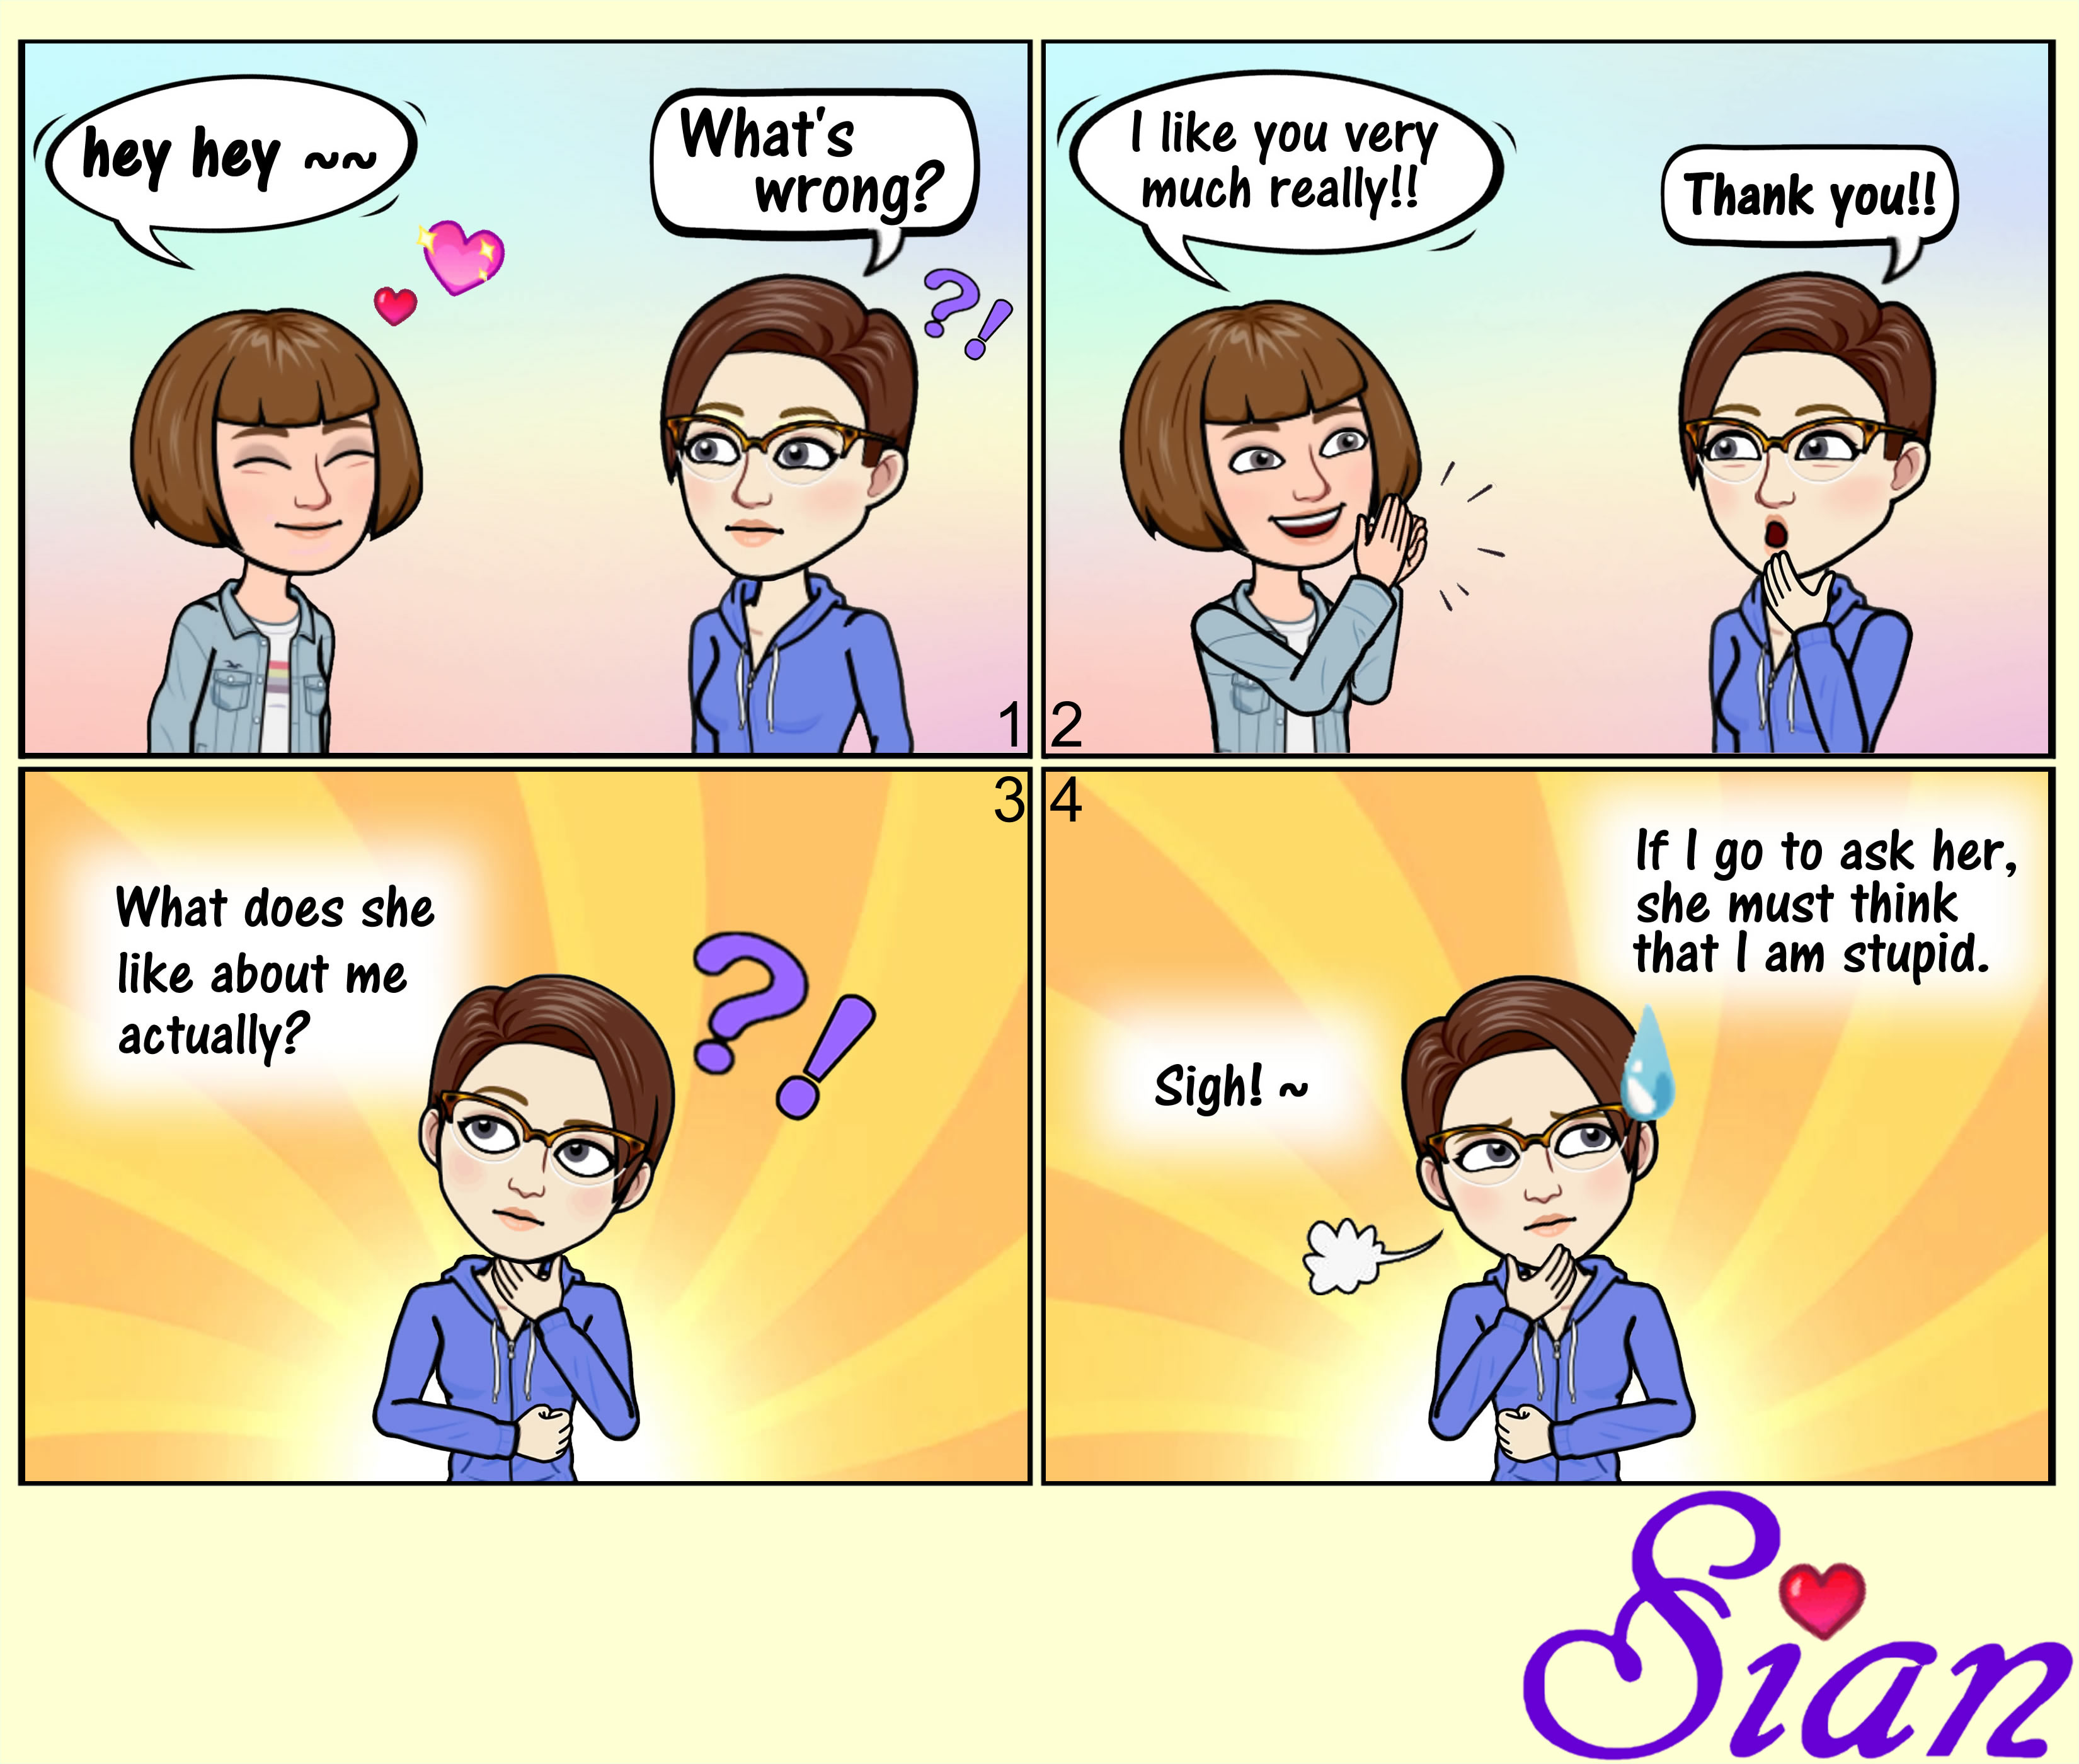 hey hey ~~
What's
wrong?
1
I like you very
much really!!
Thank you!!
2
3
What does she
like about me
actually?
4
If I go to ask her,
she must think
that I am stupid.
Sigh! ~
Sian